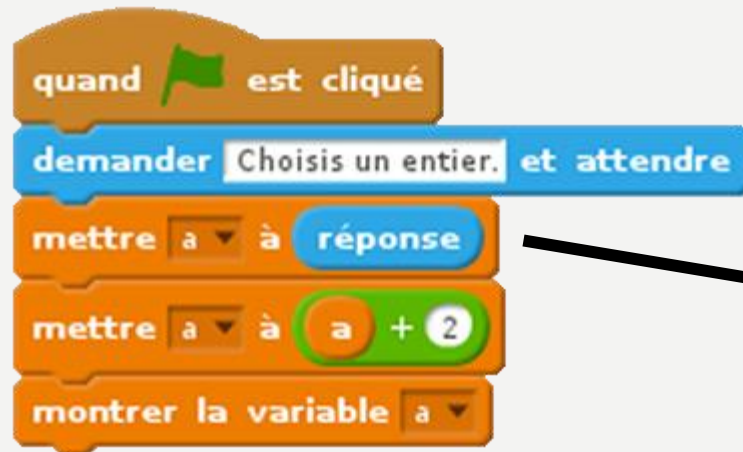 quand est cliqué
demander Choisis un entier. et attendre
mettre a à réponse
mettre a à a + 2
montrer la variable a